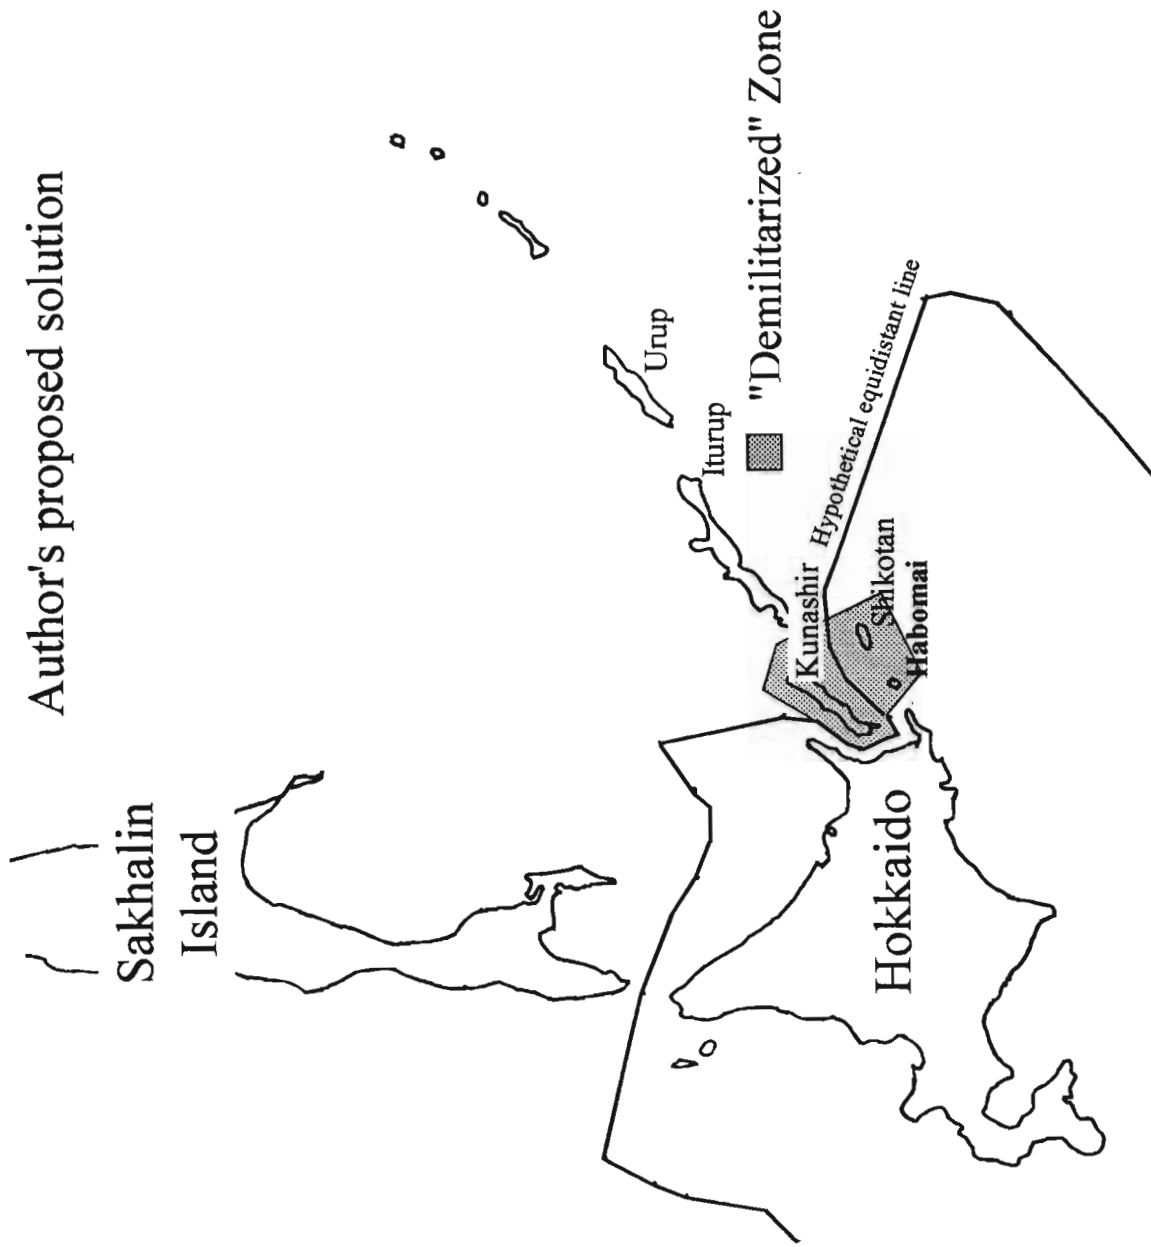 Author's proposed solution
Sakhalin
Island
Urup
Iturup
"Demilitarized" Zone
Hypothetical equidistant line
Kunashir
Shikotan
Habomai
Hokkaido